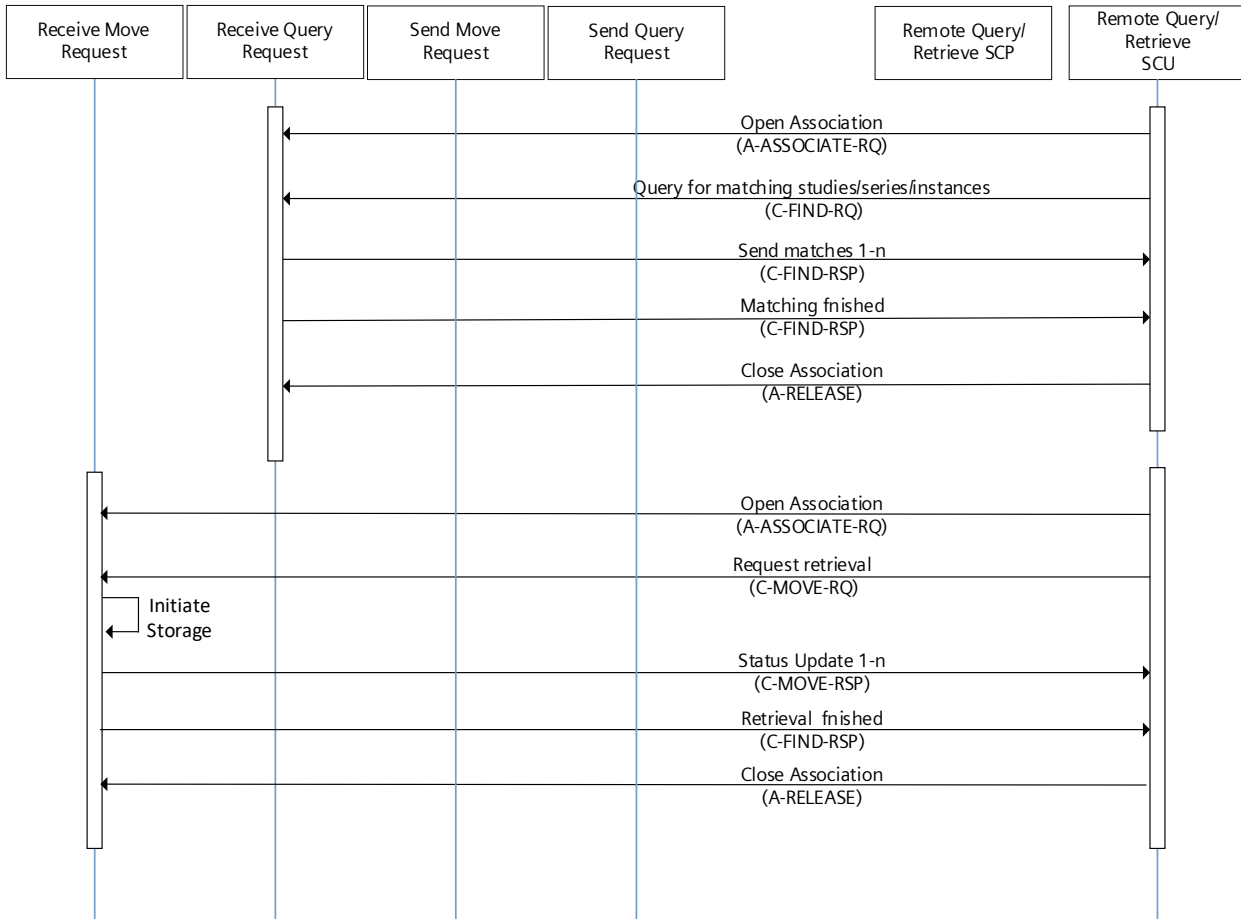 Receive Move
Request
Receive Query
Request
Send Move
Request
Send Query
Request
Remote Query/
Retrieve SCP
Remote Query/
Retrieve
SCU
Open Association
(A-ASSOCIATE-RQ)
Query for matching studies/series/instances
(C-FIND-RQ)
Send matches 1-n
(C-FIND-RSP)
Matching fnished
(C-FIND-RSP)
Close Association
(A-RELEASE)
Open Association
(A-ASSOCIATE-RQ)
Request retrieval
(C-MOVE-RQ)
Initiate
Storage
Status Update 1-n
(C-MOVE-RSP)
Retrieval fnished
(C-FIND-RSP)
Close Association
(A-RELEASE)